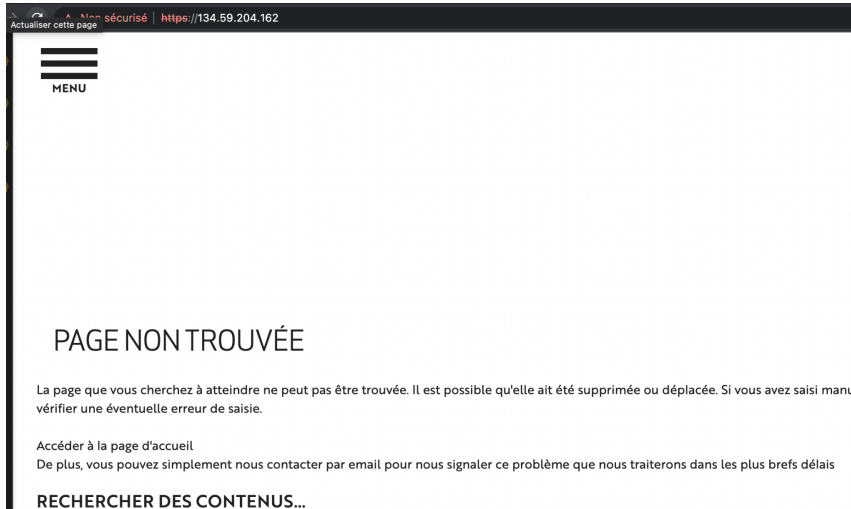 Non sécurisé | https://134.59.204.162
Actualiser cette page
MENU
PAGE NON TROUVÉE
La page que vous cherchez à atteindre ne peut pas être trouvée. Il est possible qu'elle ait été supprimée ou déplacée. Si vous avez saisi manu
vérifier une éventuelle erreur de saisie.
Accéder à la page d'accueil
De plus, vous pouvez simplement nous contacter par email pour nous signaler ce problème que nous traiterons dans les plus brefs délais
RECHERCHER DES CONTENUS...